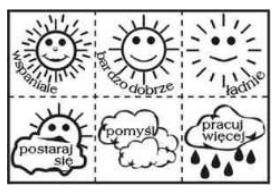 wspaniale
bardzo dobrze
ładnie
postaraj
się
pomyśl
pracuj
więcej